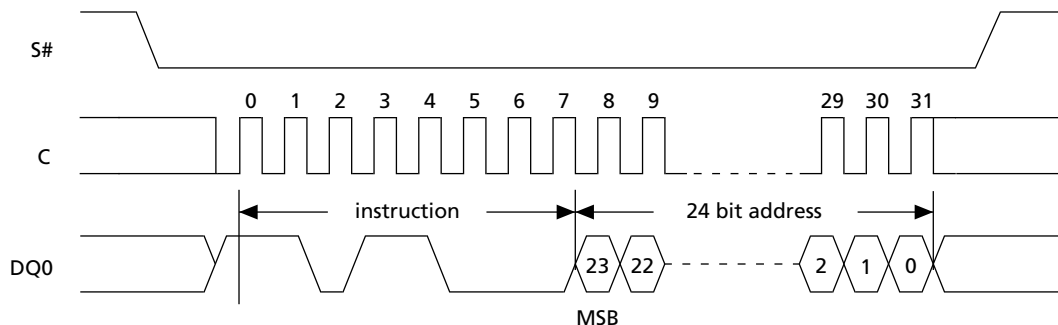 S#
0 1 2 3 4 5 6 7 8 9 29 30 31
C
instruction 24 bit address
DQ0 23 22 2 1 0
MSB